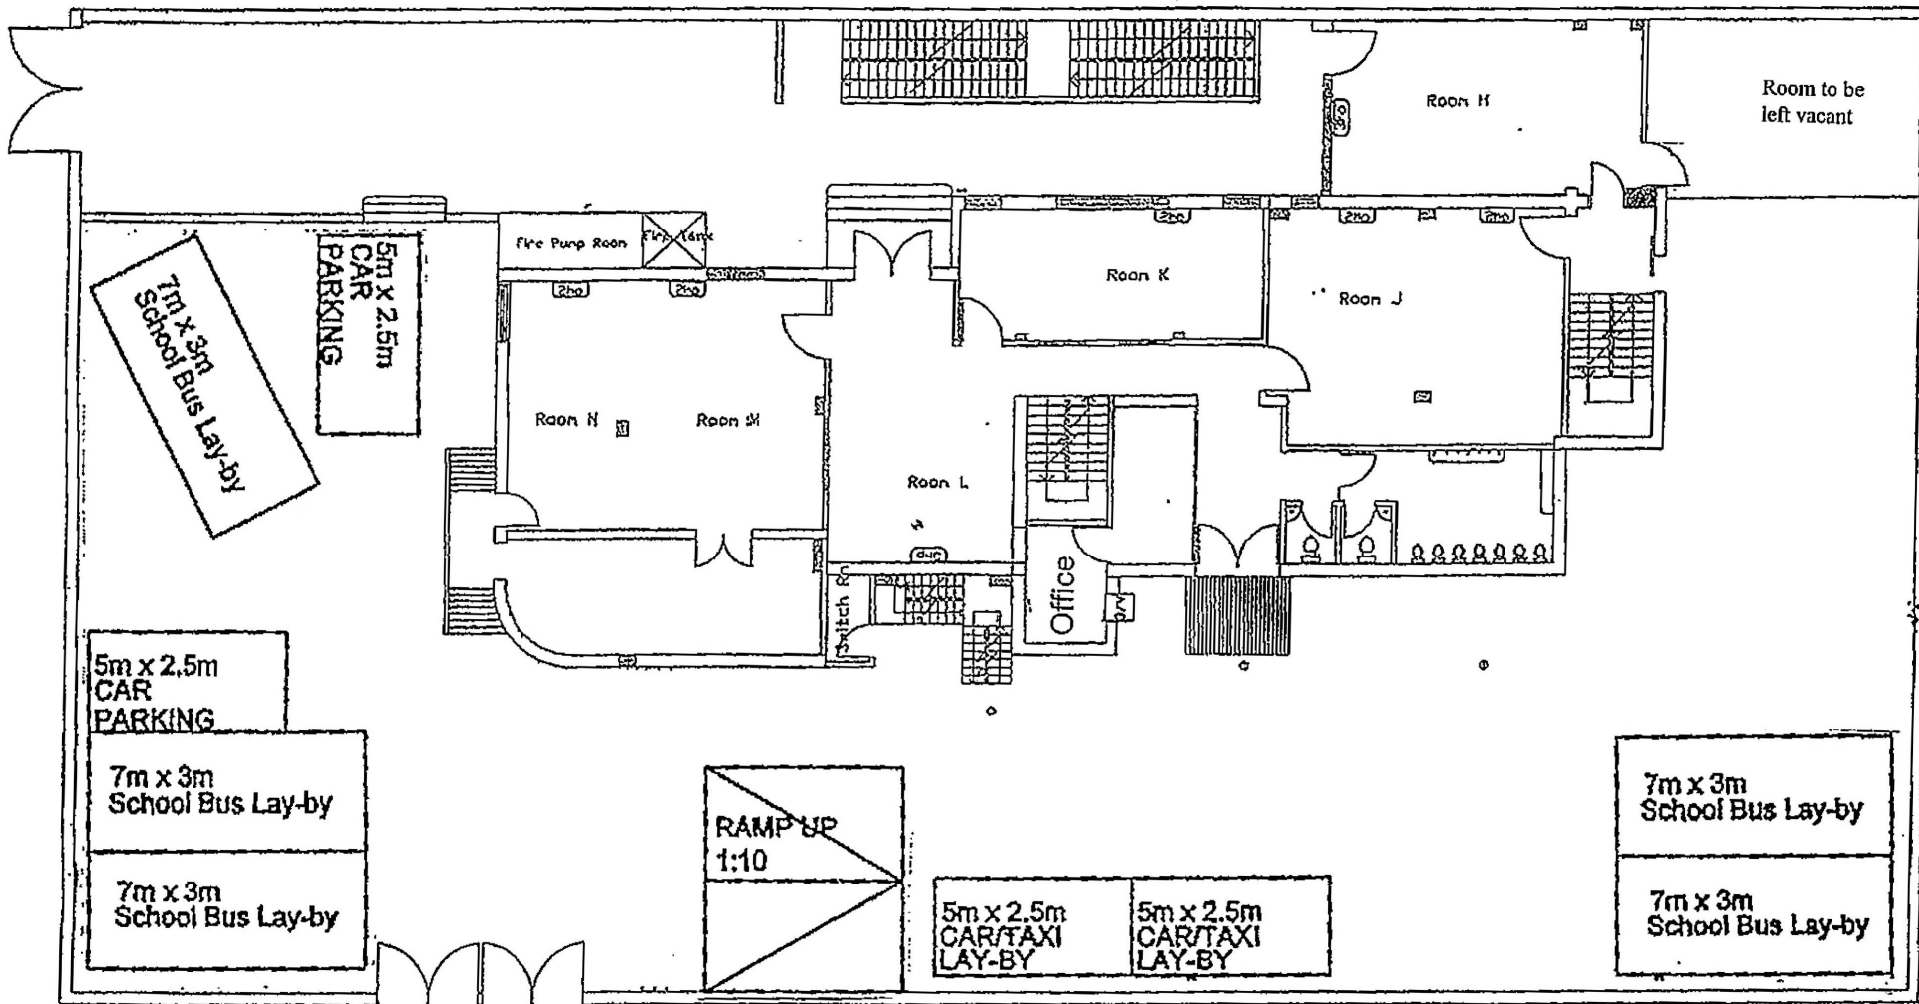 Room H
Room to be
left vacant
Fire Pump Room
Room K
Room J
5m x 2.5m
CAR
PARKING
7m x 3m
School Bus Lay-by
Room N
Room M
Room L
Office
5m x 2.5m
CAR
PARKING
7m x 3m
School Bus Lay-by
7m x 3m
School Bus Lay-by
RAMP UP
1:10
5m x 2.5m
CAR/TAXI
LAY-BY
5m x 2.5m
CAR/TAXI
LAY-BY
7m x 3m
School Bus Lay-by
7m x 3m
School Bus Lay-by